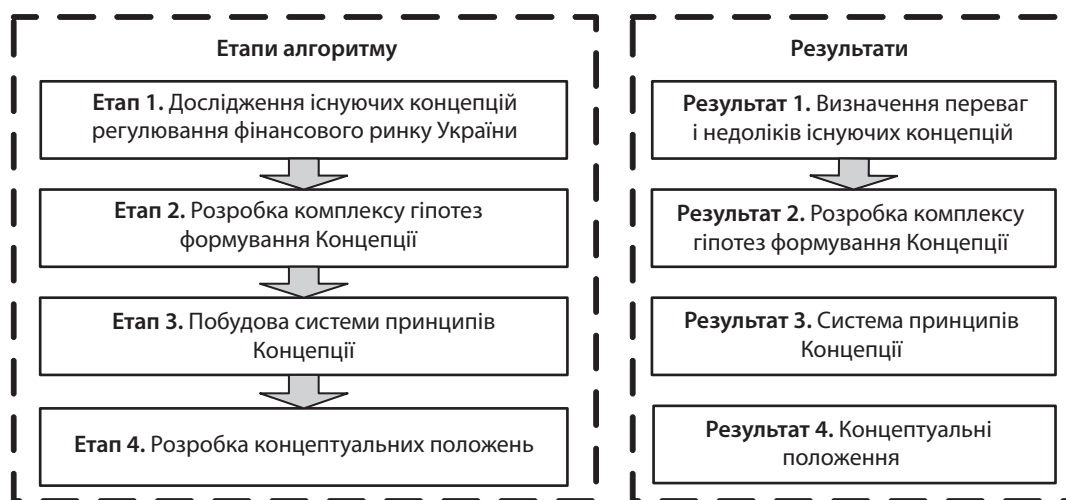 Етапи алгоритму
Етап 1. Дослідження існуючих концепцій
регулювання фінансового ринку України
Етап 2. Розробка комплексу гіпотез
формування Концепції
Етап 3. Побудова системи принципів
Концепції
Етап 4. Розробка концептуальних положень
Результати
Результат 1. Визначення переваг
і недоліків існуючих концепцій
Результат 2. Розробка комплексу
гіпотез формування Концепції
Результат 3. Система принципів
Концепції
Результат 4. Концептуальні
положення